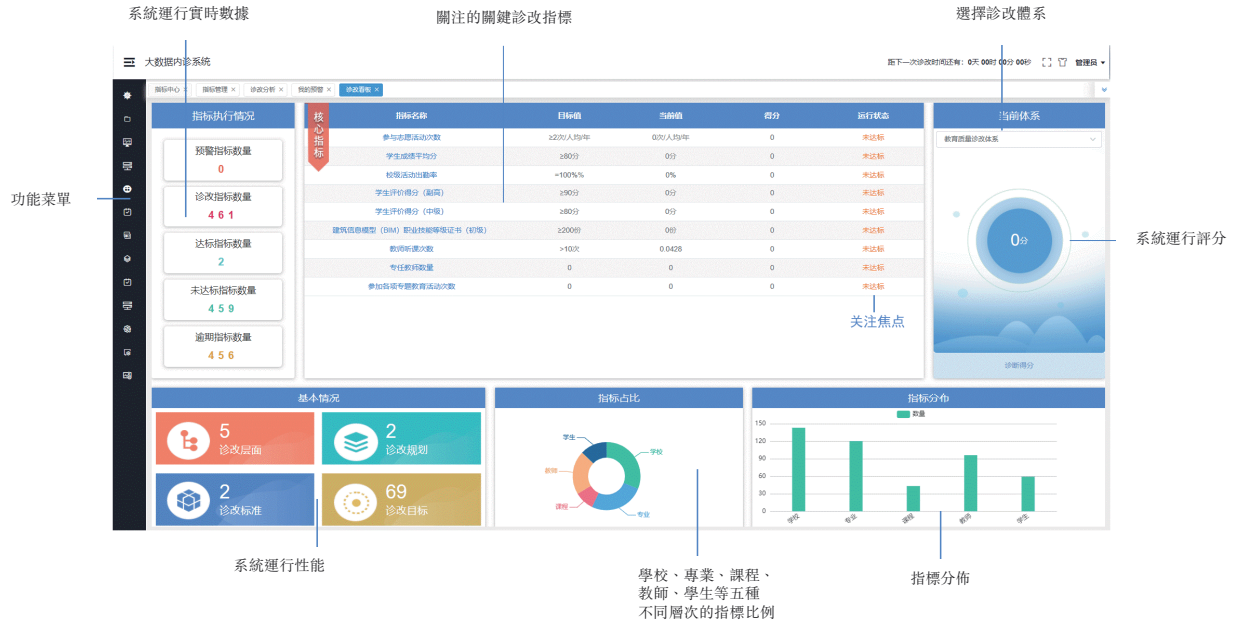 系統運行實時數據
關注的關鍵診改指標
選擇診改體系
大数据内诊系统
距下一次诊改时间还有: 0天 00时 00分 00秒
管理员
指标中心 ×
指标管理 ×
诊改分析 ×
我的预警 ×
诊改看板 ×
功能菜單
指标执行情况
预警指标数量
0
诊改指标数量
461
达标指标数量
2
未达标指标数量
459
逾期指标数量
456
核心指标
指标名称 目标值 当前值 得分 运行状态
参与志愿活动次数 ≥2次/人均/年 0次/人均/年 0 未达标
学生成绩平均分 ≥80分 0分 0 未达标
校级活动出勤率 =100%% 0% 0 未达标
学生评价得分（副高） ≥90分 0分 0 未达标
学生评价得分（中级） ≥80分 0分 0 未达标
建筑信息模型（BIM）职业技能等级证书（初级） ≥200份 0份 0 未达标
教师听课次数 >10次 0.0428 0 未达标
专任教师数量 0 0 0 未达标
参加各项专题教育活动次数 0 0 0 未达标
关注焦点
当前体系
教育质量诊改体系
0分
诊断得分
系統運行評分
基本情况
5
诊改层面
2
诊改规划
2
诊改标准
69
诊改目标
指标占比
学生
学校
教师
课程
专业
指标分布
数量
150
120
90
60
30
0
学校 专业 课程 教师 学生
系統運行性能
學校、專業、課程、
教師、學生等五種
不同層次的指標比例
指標分佈